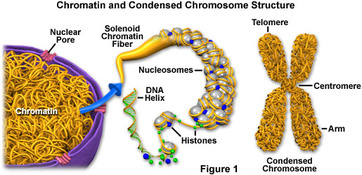 Chromatin and Condensed Chromosome Structure
Nuclear
Pore
Chromatin
Solenoid
Chromatin
Fiber
Nucleosomes
DNA
Helix
Histones
Figure 1
Telomere
Centromere
Arm
Condensed
Chromosome